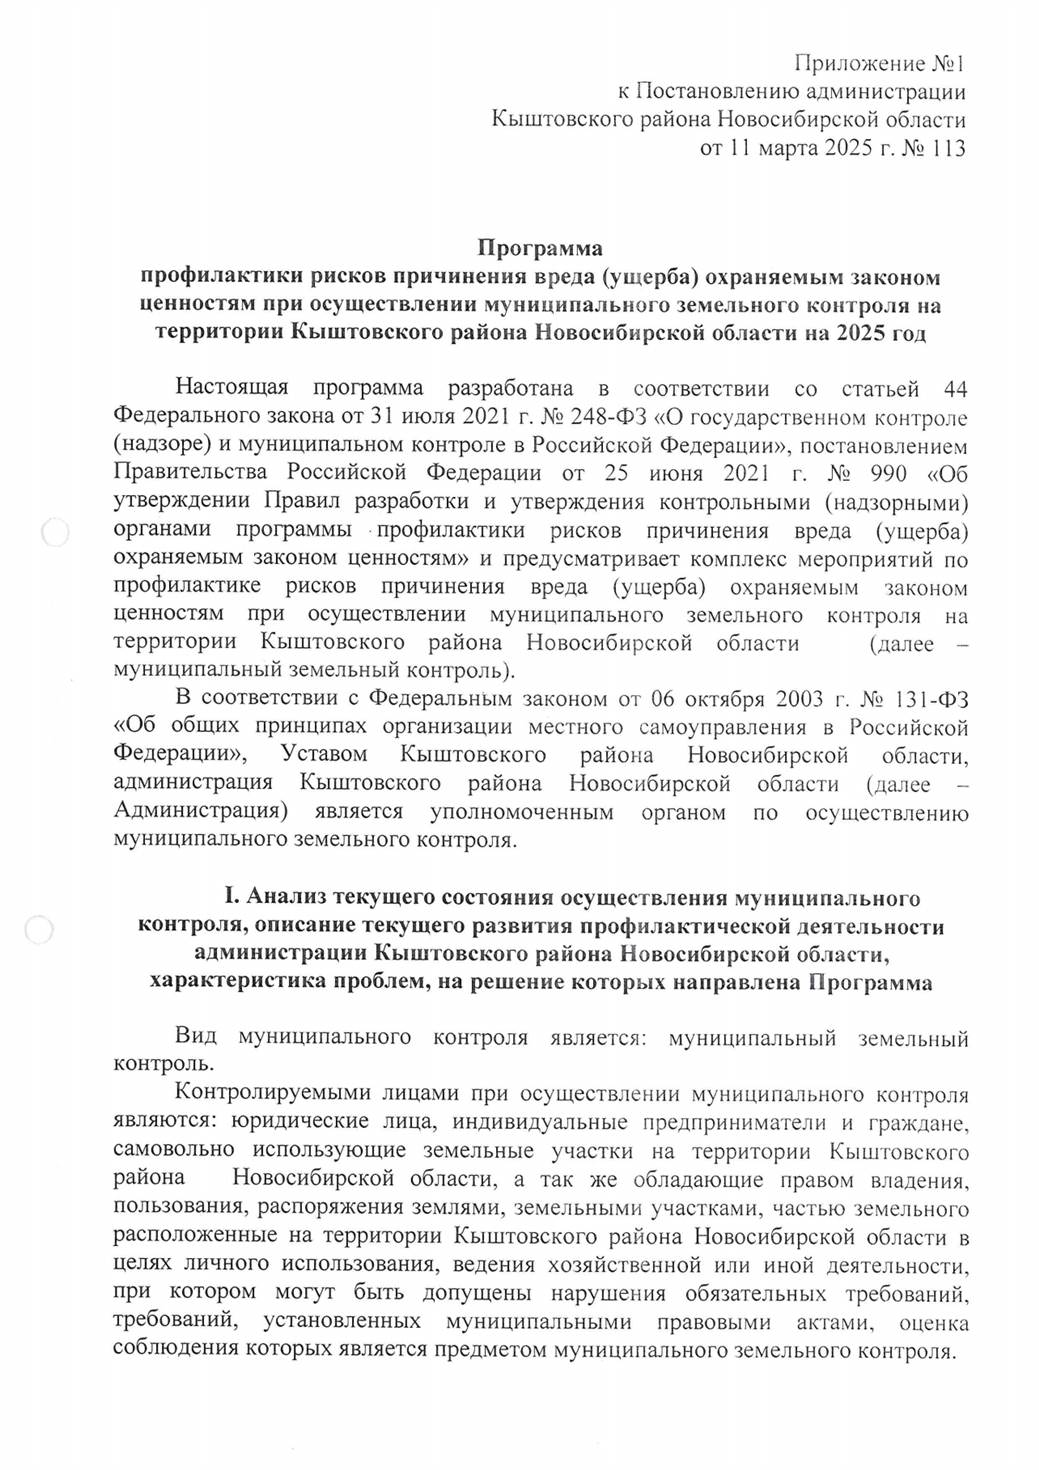 Приложение №1
к Постановлению администрации
Кыштовского района Новосибирской области
от 11 марта 2025 г. № 113
Программа
профилактики рисков причинения вреда (ущерба) охраняемым законом
ценностям при осуществлении муниципального земельного контроля на
территории Кыштовского района Новосибирской области на 2025 год
Настоящая программа разработана в соответствии со статьей 44
Федерального закона от 31 июля 2021 г. № 248-ФЗ «О государственном контроле
(надзоре) и муниципальном контроле в Российской Федерации», постановлением
Правительства Российской Федерации от 25 июня 2021 г. № 990 «Об
утверждении Правил разработки и утверждения контрольными (надзорными)
органами программы профилактики рисков причинения вреда (ущерба)
охраняемым законом ценностям» и предусматривает комплекс мероприятий по
профилактике рисков причинения вреда (ущерба) охраняемым законом
ценностям при осуществлении муниципального земельного контроля на
территории Кыштовского района Новосибирской области (далее –
муниципальный земельный контроль).
В соответствии с Федеральным законом от 06 октября 2003 г. № 131-ФЗ
«Об общих принципах организации местного самоуправления в Российской
Федерации», Уставом Кыштовского района Новосибирской области,
администрация Кыштовского района Новосибирской области (далее –
Администрация) является уполномоченным органом по осуществлению
муниципального земельного контроля.
I. Анализ текущего состояния осуществления муниципального
контроля, описание текущего развития профилактической деятельности
администрации Кыштовского района Новосибирской области,
характеристика проблем, на решение которых направлена Программа
Вид муниципального контроля является: муниципальный земельный
контроль.
Контролируемыми лицами при осуществлении муниципального контроля
являются: юридические лица, индивидуальные предприниматели и граждане,
самовольно использующие земельные участки на территории Кыштовского
района Новосибирской области, а так же обладающие правом владения,
пользования, распоряжения землями, земельными участками, частью земельного
расположенные на территории Кыштовского района Новосибирской области в
целях личного использования, ведения хозяйственной или иной деятельности,
при котором могут быть допущены нарушения обязательных требований,
требований, установленных муниципальными правовыми актами, оценка
соблюдения которых является предметом муниципального земельного контроля.